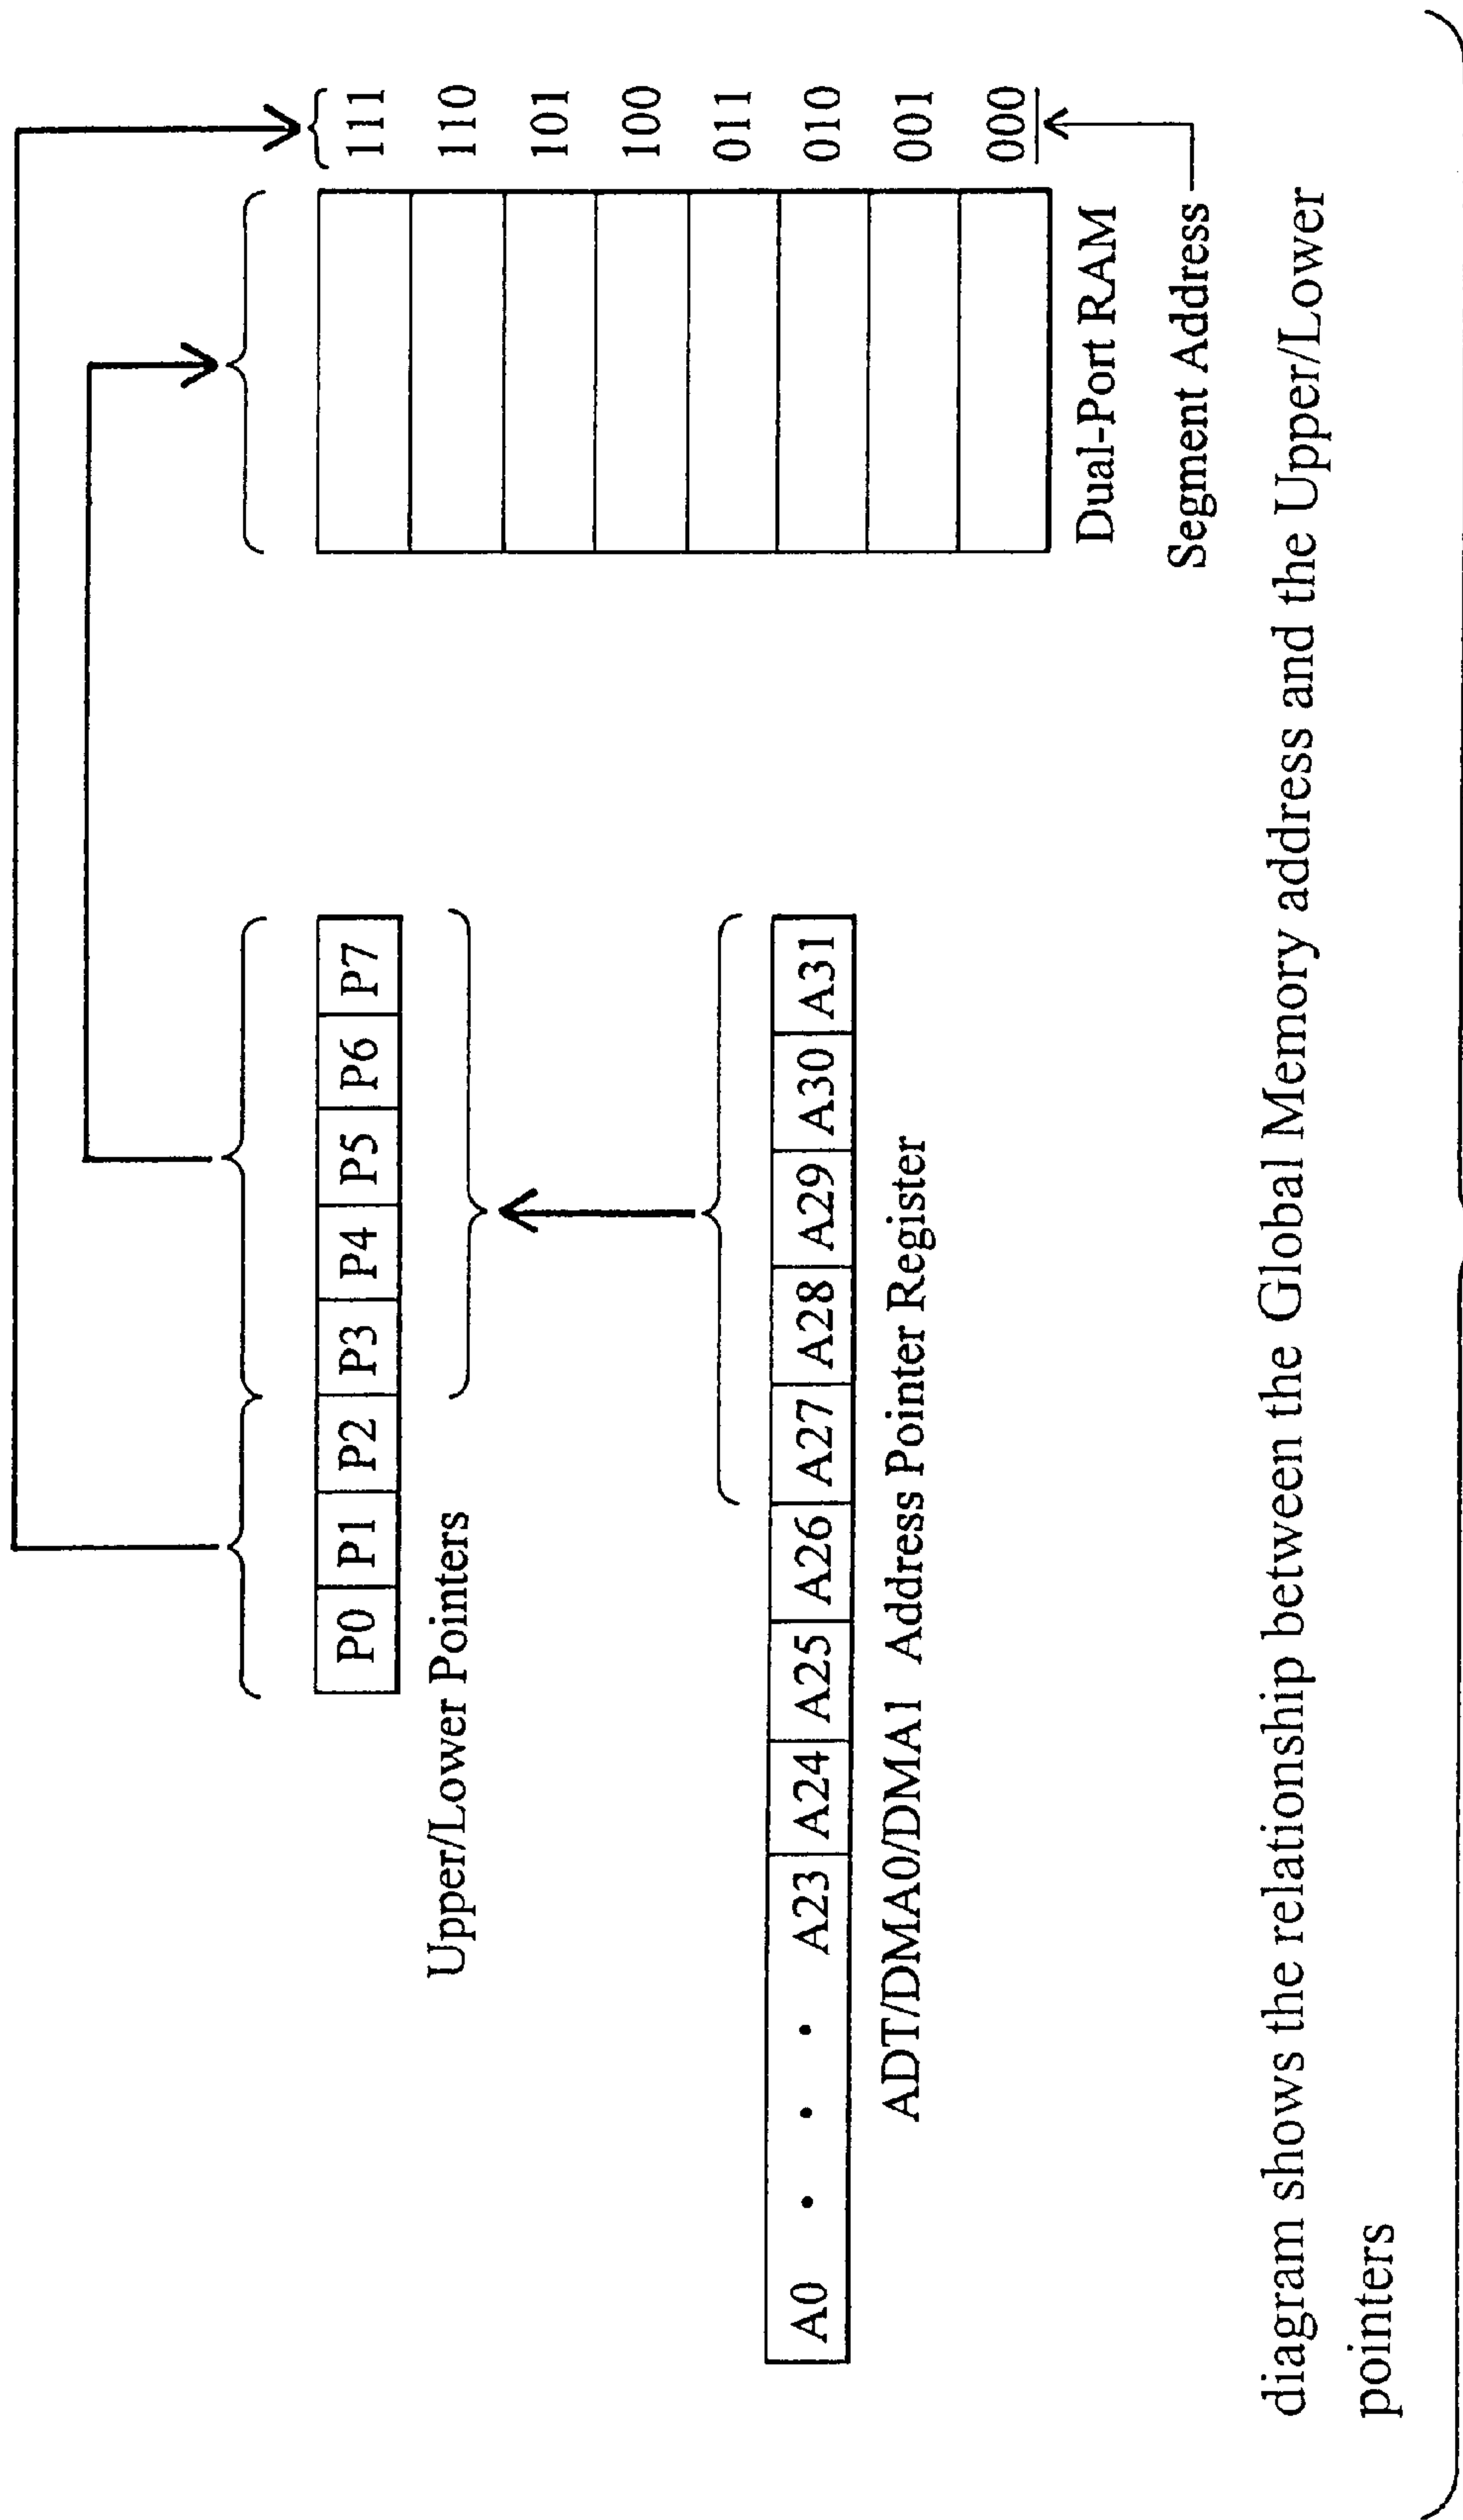 P0 P1 P2 P3 P4 P5 P6 P7
Upper/Lower Pointers
A0 • • • A23 A24 A25 A26 A27 A28 A29 A30 A31
ADT/DMA0/DMA1 Address Pointer Register
111
110
101
100
011
010
001
000
Dual-Port RAM
Segment Address
diagram shows the relationship between the Global Memory address and the Upper/Lower
pointers